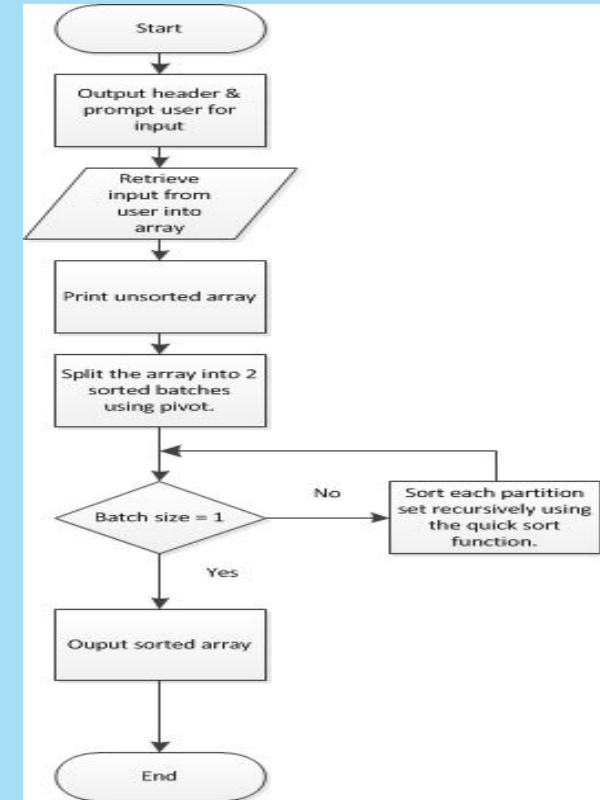 Start
Output header &
prompt user for
input
Retrieve
input from
user into
array
Print unsorted array
Split the array into 2
sorted batches
using pivot.
Batch size = 1
No
Sort each partition
set recursively using
the quick sort
function.
Yes
Ouput sorted array
End